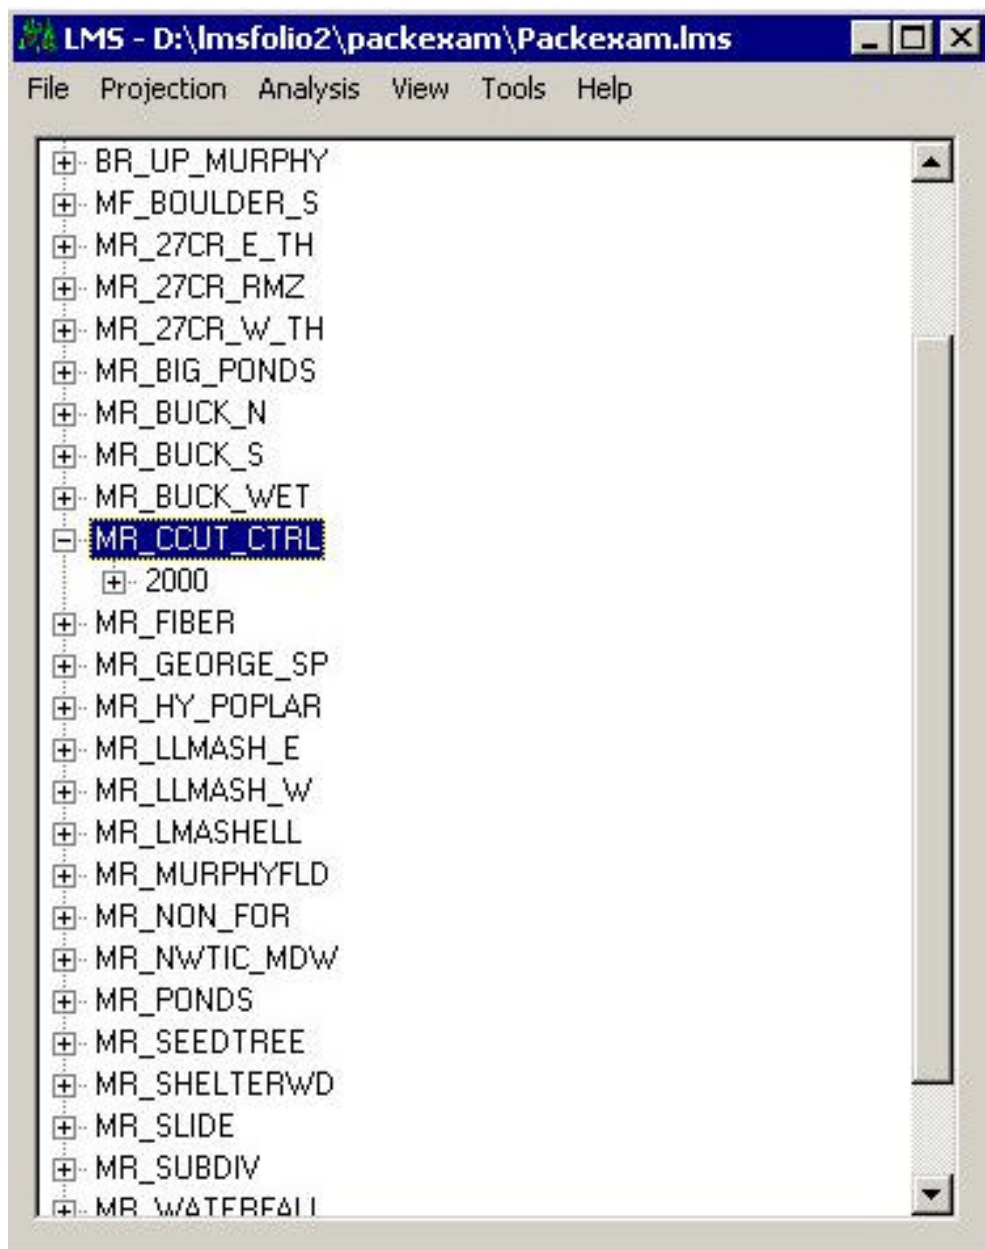 LMS - D:\lmsfolio2\packexam\Packexam.lms
File Projection Analysis View Tools Help
BR_UP_MURPHY
MF_BOULDER_S
MR_27CR_E_TH
MR_27CR_RMZ
MR_27CR_W_TH
MR_BIG_PONDS
MR_BUCK_N
MR_BUCK_S
MR_BUCK_WET
MR_CCUT_CTRL
2000
MR_FIBER
MR_GEORGE_SP
MR_HY_POPLAR
MR_LLMASH_E
MR_LLMASH_W
MR_LMASHELL
MR_MURPHYFLD
MR_NON_FOR
MR_NWTIC_MDW
MR_PONDS
MR_SEEDTREE
MR_SHELTERWD
MR_SLIDE
MR_SUBDIV
MR_WATERFALL